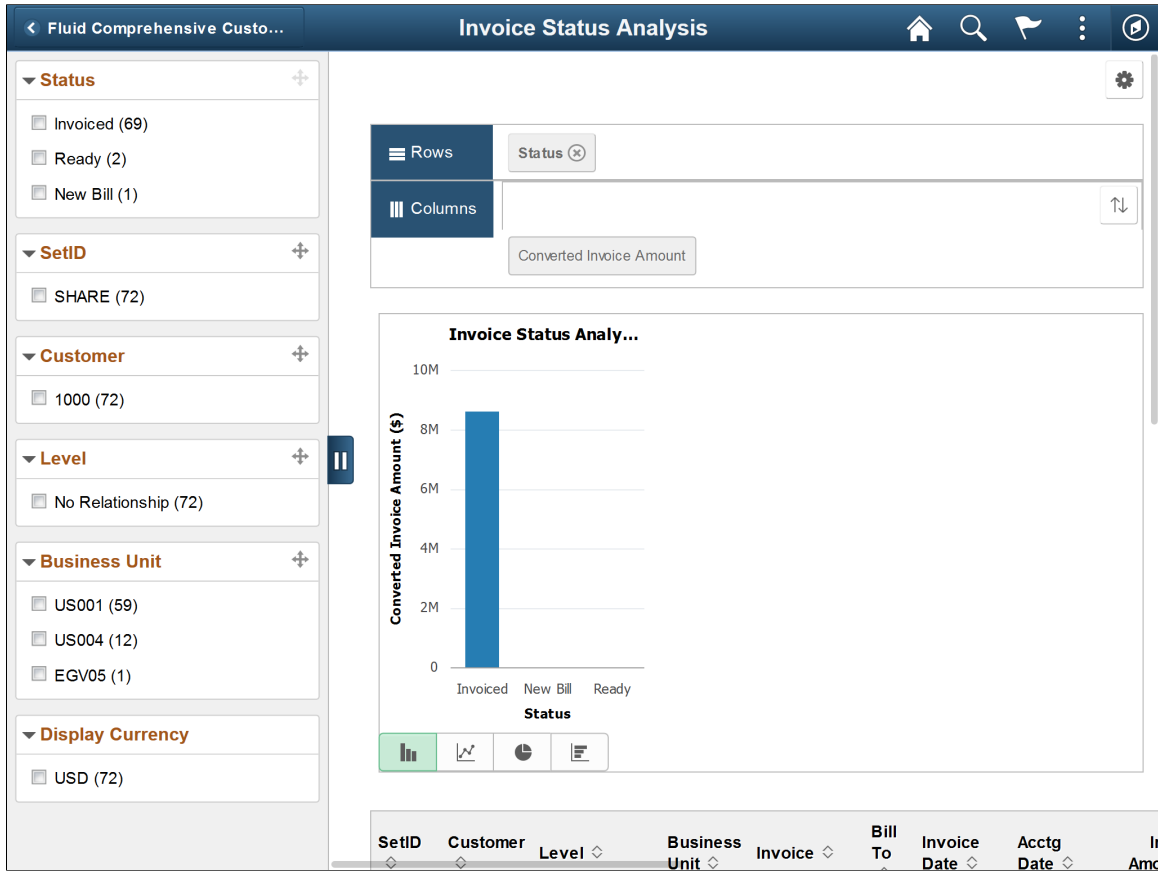 Fluid Comprehensive Custo...
Invoice Status Analysis
Status
Invoiced (69)
Ready (2)
New Bill (1)
SetID
SHARE (72)
Customer
1000 (72)
Level
No Relationship (72)
Business Unit
US001 (59)
US004 (12)
EGV05 (1)
Display Currency
USD (72)
Rows
Status
Columns
Converted Invoice Amount
Invoice Status Analy...
Converted Invoice Amount ($)
10M
8M
6M
4M
2M
0
Invoiced New Bill Ready
Status
SetID
Customer
Level
Business
Unit
Invoice
Bill
To
Invoice
Date
Acctg
Date